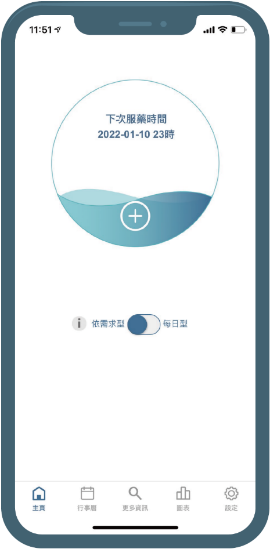 11:51
下次服藥時間
2022-01-10 23時
依需求型 每日型
主頁 行事曆 更多資訊 圖表 設定